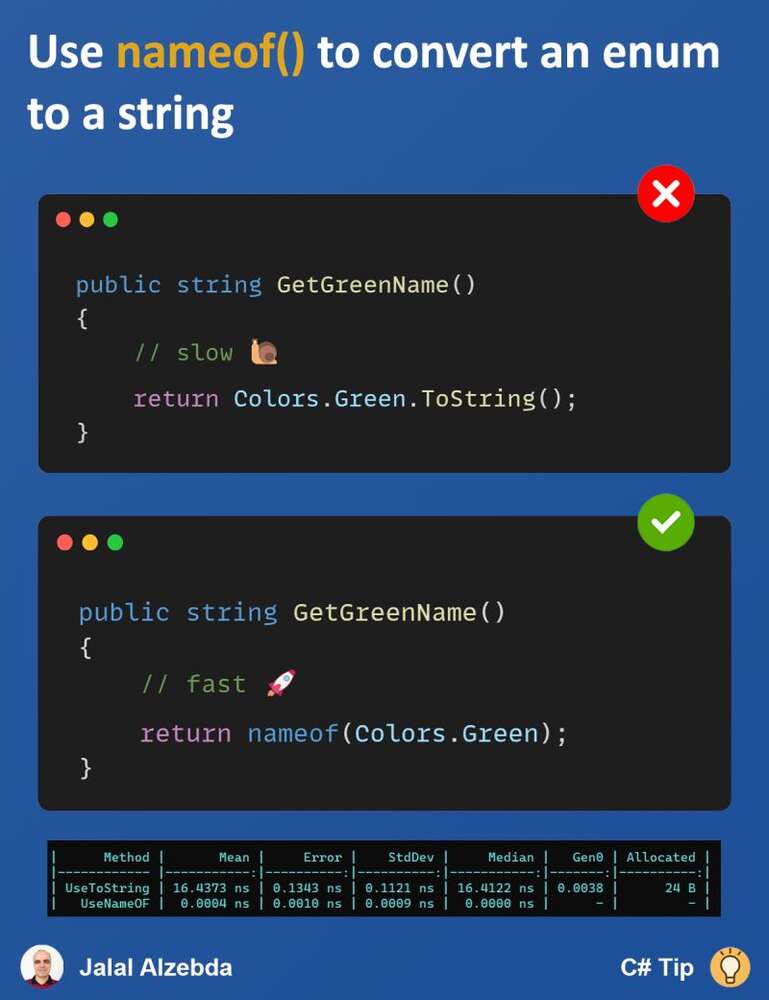 Use nameof() to convert an enum
to a string
public string GetGreenName()
{
// slow 🐌
return Colors.Green.ToString();
}
public string GetGreenName()
{
// fast 🚀
return nameof(Colors.Green);
}
| Method | Mean | Error | StdDev | Median | Gen0 | Allocated |
|------------ |-----------:|----------:|----------:|-----------:|-------:|----------:|
| UseToString | 16.4373 ns | 0.1343 ns | 0.1121 ns | 16.4122 ns | 0.0038 | 24 B |
| UseNameOF | 0.0004 ns | 0.0010 ns | 0.0009 ns | 0.0000 ns | - | - |
Jalal Alzebda
C# Tip